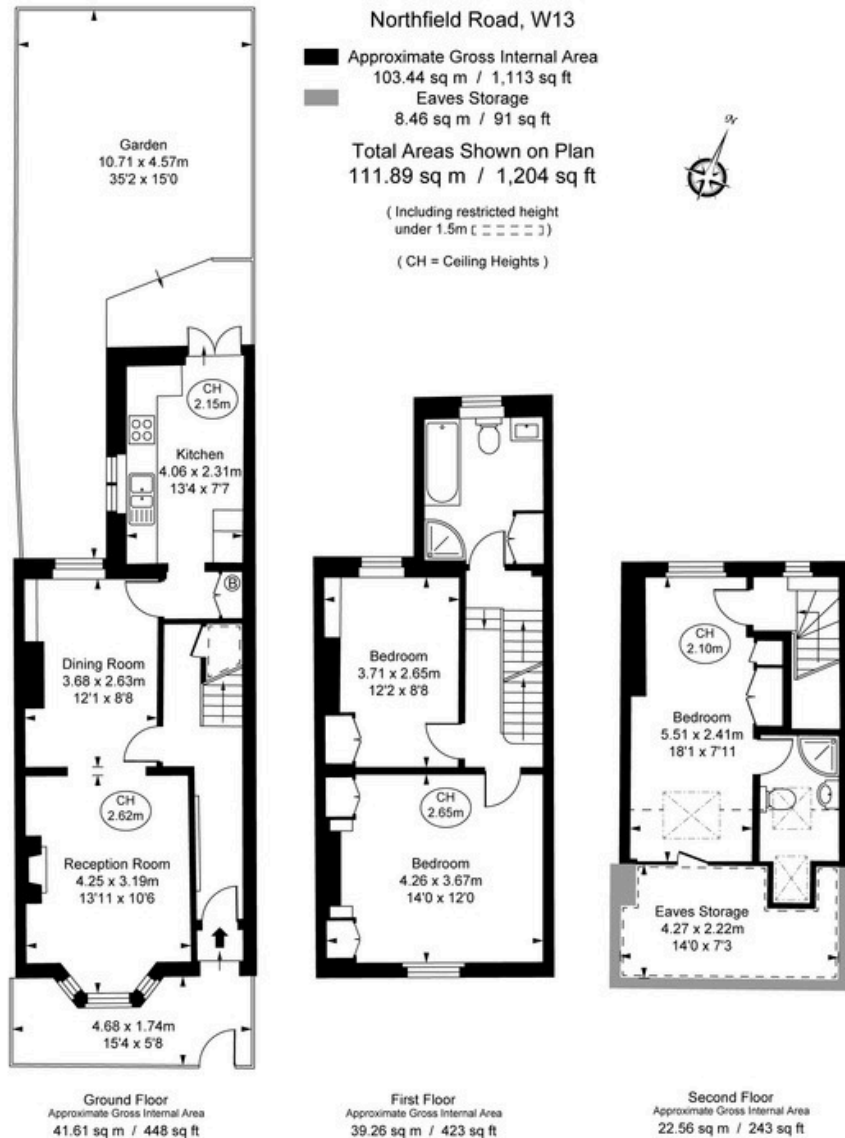 Northfield Road, W13
Approximate Gross Internal Area
103.44 sq m / 1,113 sq ft
Eaves Storage
8.46 sq m / 91 sq ft
Total Areas Shown on Plan
111.89 sq m / 1,204 sq ft
( Including restricted height
under 1.5m )
( CH = Ceiling Heights )
N
Garden
10.71 x 4.57m
35'2 x 15'0
CH
2.15m
Kitchen
4.06 x 2.31m
13'4 x 7'7
B
Dining Room
3.68 x 2.63m
12'1 x 8'8
CH
2.62m
Reception Room
4.25 x 3.19m
13'11 x 10'6
4.68 x 1.74m
15'4 x 5'8
Ground Floor
Approximate Gross Internal Area
41.61 sq m / 448 sq ft
Bedroom
3.71 x 2.65m
12'2 x 8'8
CH
2.65m
Bedroom
4.26 x 3.67m
14'0 x 12'0
First Floor
Approximate Gross Internal Area
39.26 sq m / 423 sq ft
CH
2.10m
Bedroom
5.51 x 2.41m
18'1 x 7'11
Eaves Storage
4.27 x 2.22m
14'0 x 7'3
Second Floor
Approximate Gross Internal Area
22.56 sq m / 243 sq ft